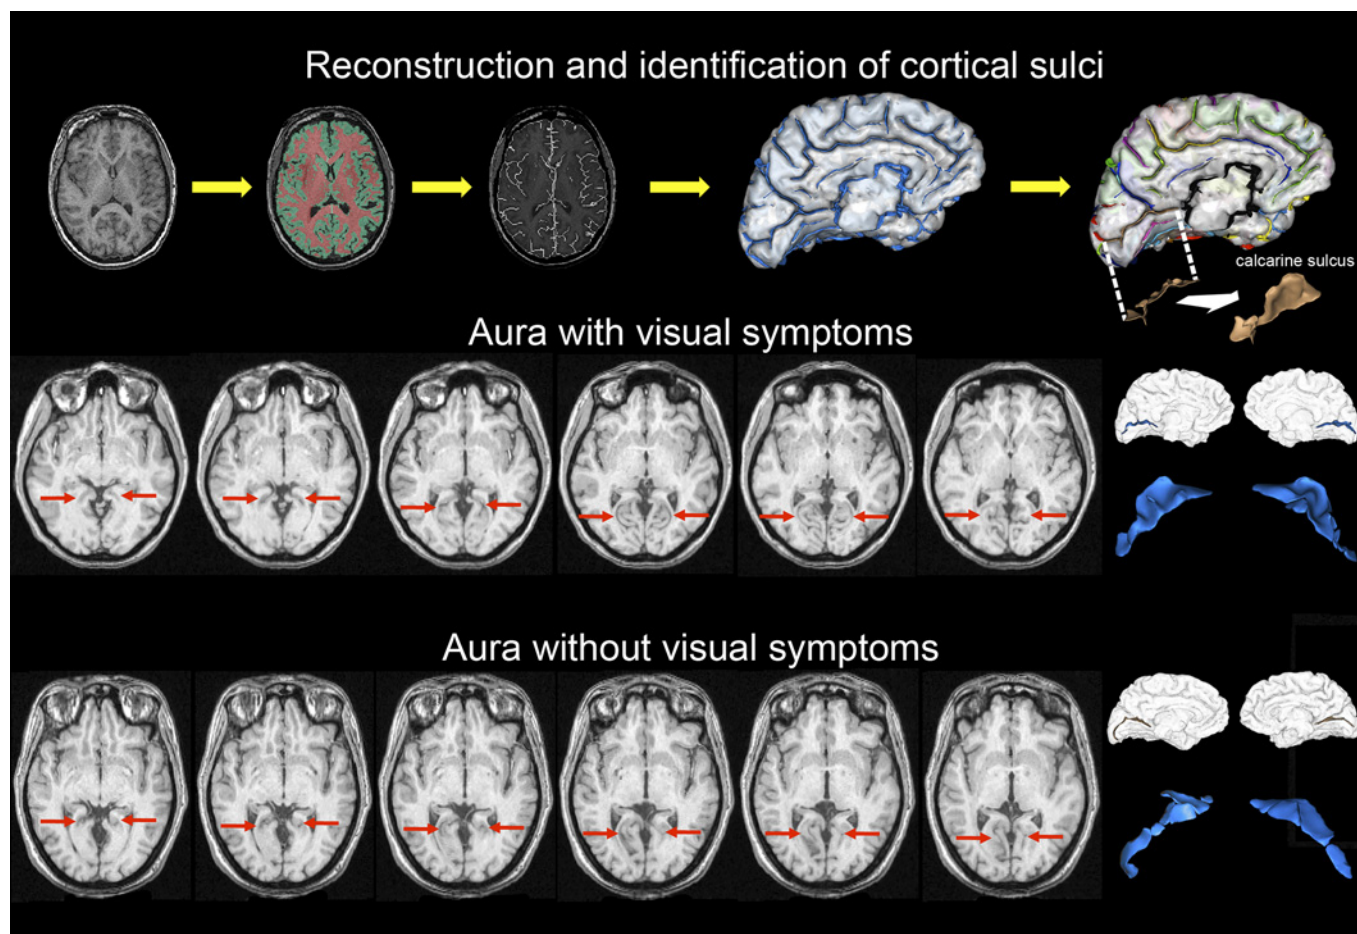 Reconstruction and identification of cortical sulci
calcarine sulcus
Aura with visual symptoms
Aura without visual symptoms